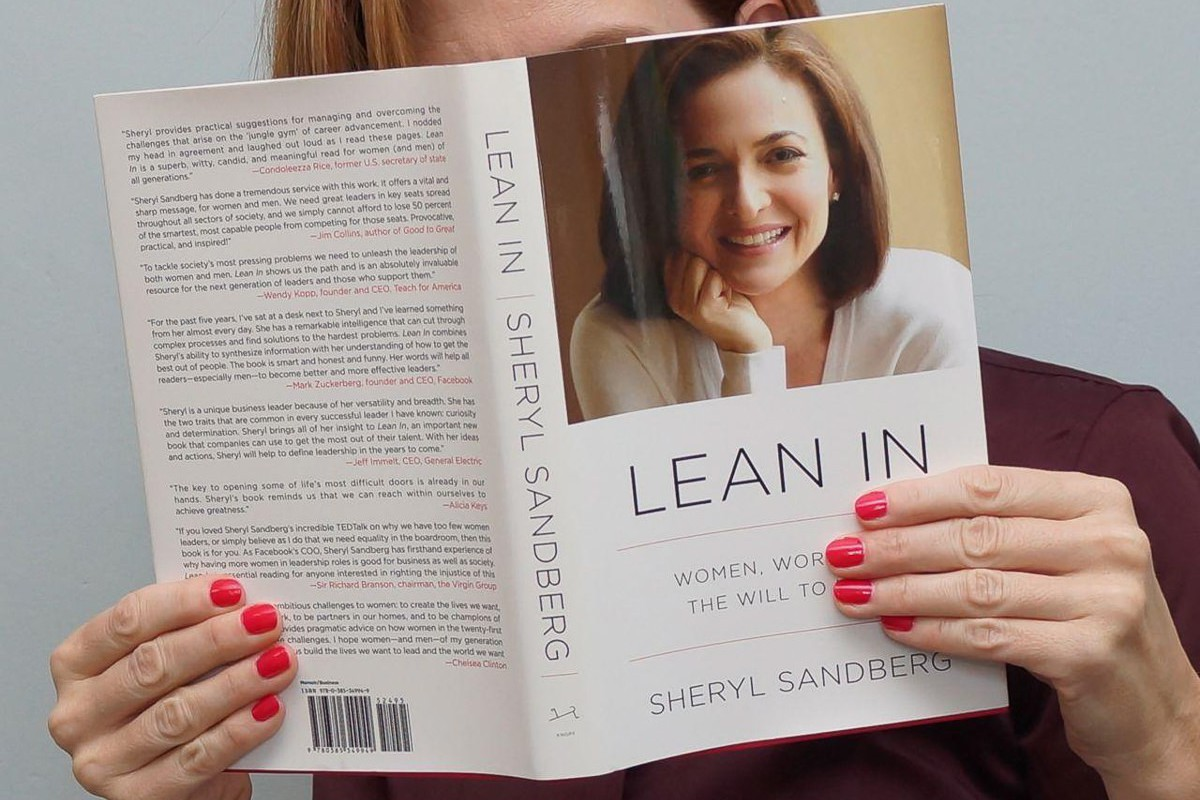 "Sheryl provides practical suggestions for managing and overcoming the
challenges that arise on the 'jungle gym' of career advancement. I nodded
my head in agreement and laughed out loud as I read these pages. Lean
In is a superb, witty, candid, and meaningful read for women (and men) of
all generations."
—Condoleezza Rice, former U.S. secretary of state
"Sheryl Sandberg has done a tremendous service with this work. It offers a vital and
sharp message, for women and men. We need great leaders in key seats spread
throughout all sectors of society, and we simply cannot afford to lose 50 percent
of the smartest, most capable people from competing for those seats. Provocative,
practical, and inspired!"
—Jim Collins, author of Good to Great
"To tackle society's most pressing problems we need to unleash the leadership of
both women and men. Lean In shows us the path and is an absolutely invaluable
resource for the next generation of leaders and those who support them."
—Wendy Kopp, founder and CEO, Teach for America
"For the past five years, I've sat at a desk next to Sheryl and I've learned something
from her almost every day. She has a remarkable intelligence that can cut through
complex processes and find solutions to the hardest problems. Lean In combines
Sheryl's ability to synthesize information with her understanding of how to get the
best out of people. The book is smart and honest and funny. Her words will help all
readers—especially men—to become better and more effective leaders."
—Mark Zuckerberg, founder and CEO, Facebook
"Sheryl is a unique business leader because of her versatility and breadth. She has
the two traits that are common in every successful leader I have known: curiosity
and determination. Sheryl brings all of her insight to Lean In, an important new
book that companies can use to get the most out of their talent. With her ideas
and actions, Sheryl will help to define leadership in the years to come."
—Jeff Immelt, CEO, General Electric
"The key to opening some of life's most difficult doors is already in our
hands. Sheryl's book reminds us that we can reach within ourselves to
achieve greatness."
—Alicia Keys
"If you loved Sheryl Sandberg's incredible TEDTalk on why we have too few women
leaders, or simply believe as I do that we need equality in the boardroom, then this
book is for you. As Facebook's COO, Sheryl Sandberg has firsthand experience of
why having more women in leadership roles is good for business as well as society.
reading for anyone interested in righting the injustice of this
—Sir Richard Branson, chairman, the Virgin Group
challenges to women: to create the lives we want,
to be partners in our homes, and to be champions of
pragmatic advice on how women in the twenty-first
challenges. I hope women—and men—of my generation
build the lives we want to lead and the world we want
—Chelsea Clinton
Memoir/Business
ISBN 978-0-385-34994-9
52495
9 780385 349949
LEAN IN | SHERYL SANDBERG
KNOPF
LEAN IN
WOMEN,
THE WILL TO
SHERYL SANDBERG